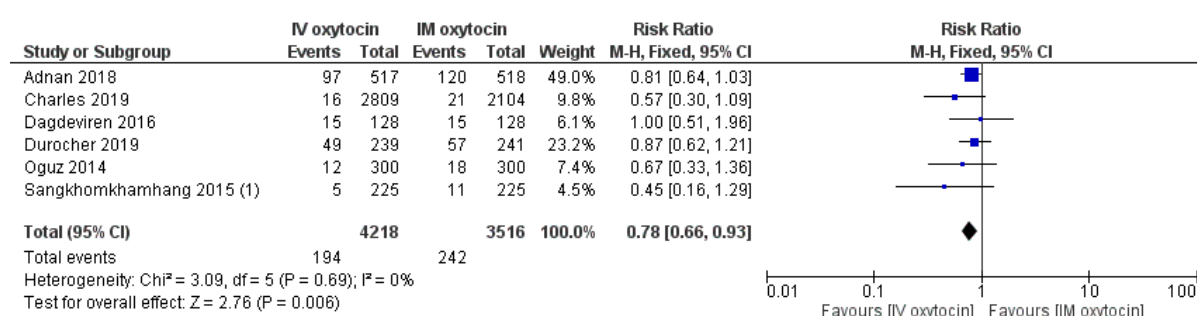 IV oxytocin IM oxytocin Risk Ratio Risk Ratio
Study or Subgroup Events Total Events Total Weight M-H, Fixed, 95% CI M-H, Fixed, 95% CI
Adnan 2018 97 517 120 518 49.0% 0.81 [0.64, 1.03]
Charles 2019 16 2809 21 2104 9.8% 0.57 [0.30, 1.09]
Dagdeviren 2016 15 128 15 128 6.1% 1.00 [0.51, 1.96]
Durocher 2019 49 239 57 241 23.2% 0.87 [0.62, 1.21]
Oguz 2014 12 300 18 300 7.4% 0.67 [0.33, 1.36]
Sangkhomkhamhang 2015 (1) 5 225 11 225 4.5% 0.45 [0.16, 1.29]
Total (95% CI) 4218 3516 100.0% 0.78 [0.66, 0.93]
Total events 194 242
Heterogeneity: Chi² = 3.09, df = 5 (P = 0.69); I² = 0%
Test for overall effect: Z = 2.76 (P = 0.006)
0.01 0.1 1 10 100
Favours [IV oxytocin] Favours [IM oxytocin]